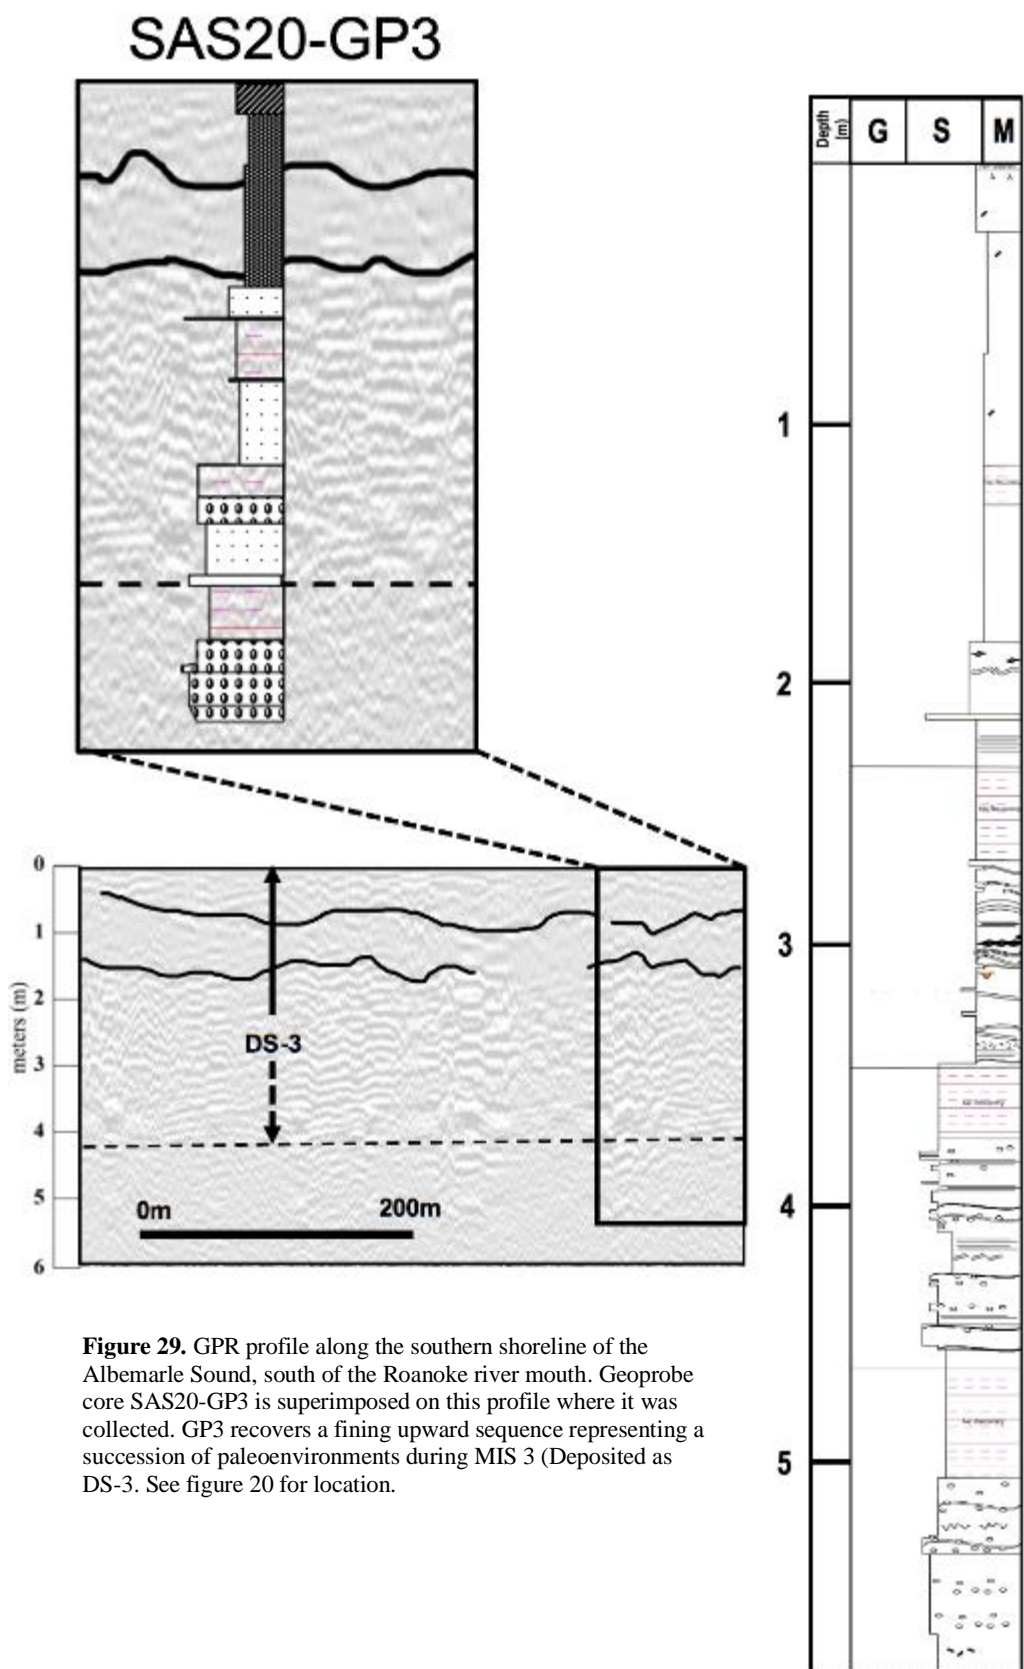 SAS20-GP3
Depth (m)
G
S
M
1
2
3
4
5
0
1
2
3
4
5
6
meters (m)
DS-3
0m
200m
Figure 29. GPR profile along the southern shoreline of the
Albemarle Sound, south of the Roanoke river mouth. Geoprobe
core SAS20-GP3 is superimposed on this profile where it was
collected. GP3 recovers a fining upward sequence representing a
succession of paleoenvironments during MIS 3 (Deposited as
DS-3. See figure 20 for location.